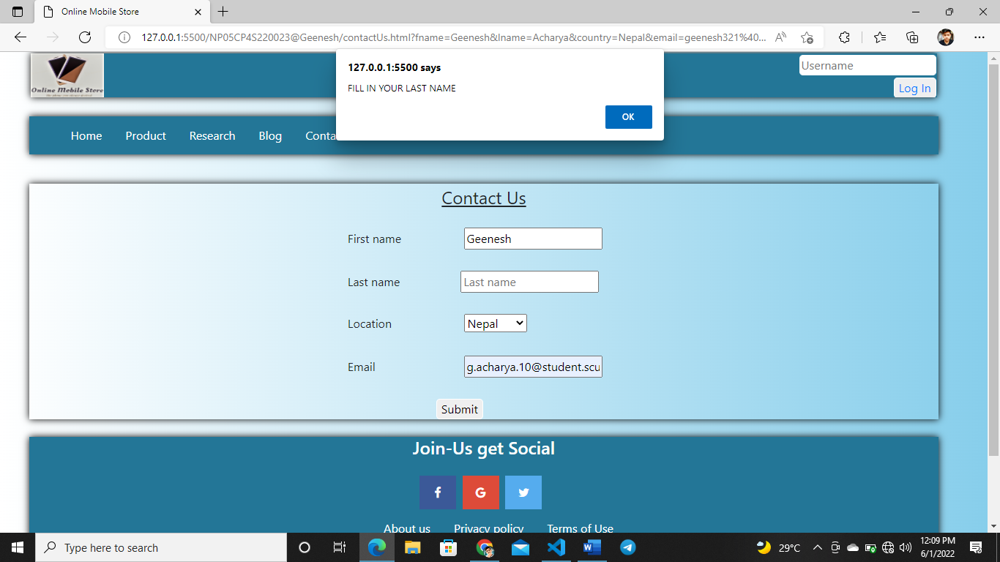 Online Mobile Store
127.0.0.1:5500/NP05CP4S220023@Geenesh/contactUs.html?fname=Geenesh&lname=Acharya&country=Nepal&email=geenesh321%40...
127.0.0.1:5500 says
FILL IN YOUR LAST NAME
OK
Online Mobile Store
Username
Log In
Home Product Research Blog Conta
Contact Us
First name Geenesh
Last name Last name
Location Nepal
Email g.acharya.10@student.scu
Submit
Join-Us get Social
f G
About us Privacy policy Terms of Use
Type here to search
29°C
12:09 PM
6/1/2022